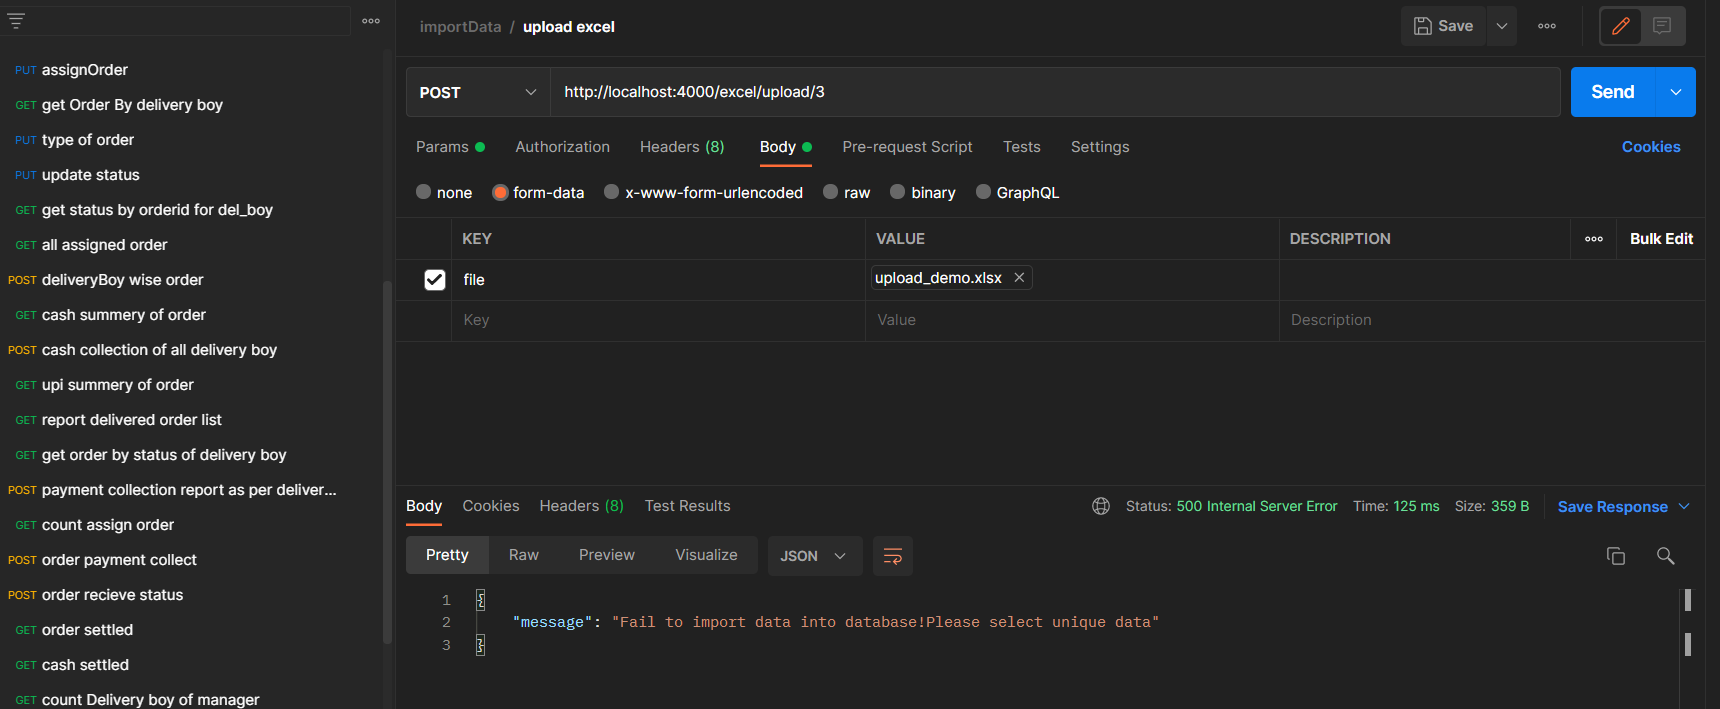 PUT assignOrder
GET get Order By delivery boy
PUT type of order
PUT update status
GET get status by orderid for del_boy
GET all assigned order
POST deliveryBoy wise order
GET cash summery of order
POST cash collection of all delivery boy
GET upi summery of order
GET report delivered order list
GET get order by status of delivery boy
POST payment collection report as per deliver...
GET count assign order
POST order payment collect
POST order recieve status
GET order settled
GET cash settled
GET count Delivery boy of manager
importData / upload excel
Save
POST http://localhost:4000/excel/upload/3 Send
Params Authorization Headers (8) Body Pre-request Script Tests Settings Cookies
none form-data x-www-form-urlencoded raw binary GraphQL
KEY VALUE DESCRIPTION Bulk Edit
file upload_demo.xlsx
Key Value Description
Body Cookies Headers (8) Test Results Status: 500 Internal Server Error Time: 125 ms Size: 359 B Save Response
Pretty Raw Preview Visualize JSON
1 {
2 "message": "Fail to import data into database!Please select unique data"
3 }